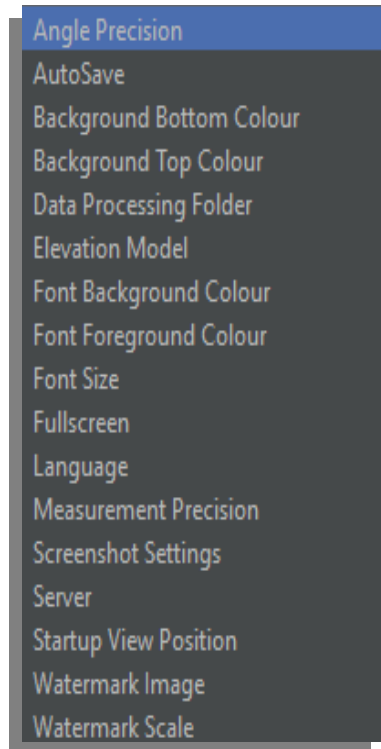 Angle Precision
AutoSave
Background Bottom Colour
Background Top Colour
Data Processing Folder
Elevation Model
Font Background Colour
Font Foreground Colour
Font Size
Fullscreen
Language
Measurement Precision
Screenshot Settings
Server
Startup View Position
Watermark Image
Watermark Scale